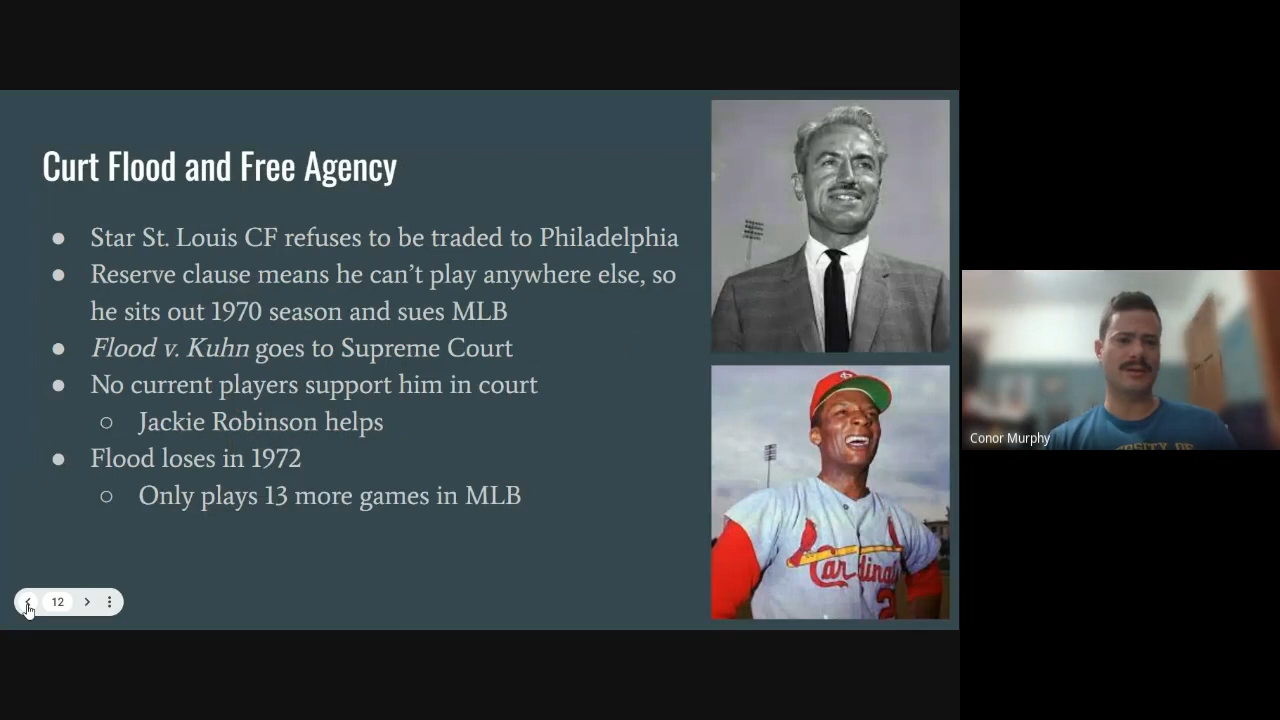 Curt Flood and Free Agency
● Star St. Louis CF refuses to be traded to Philadelphia
● Reserve clause means he can’t play anywhere else, so
he sits out 1970 season and sues MLB
● Flood v. Kuhn goes to Supreme Court
● No current players support him in court
○ Jackie Robinson helps
● Flood loses in 1972
○ Only plays 13 more games in MLB
Cardinals
2
12
Conor Murphy